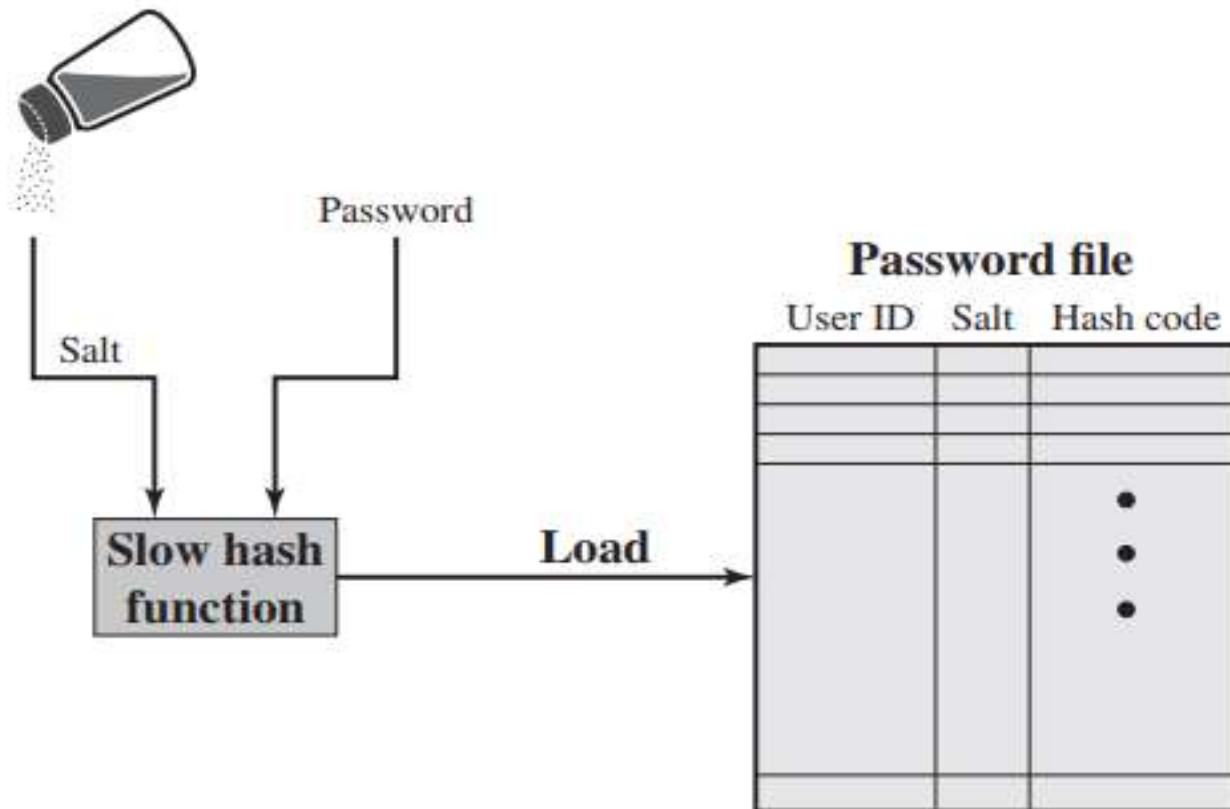 Password
Password file
User ID Salt Hash code
Salt
Slow hash
function
Load